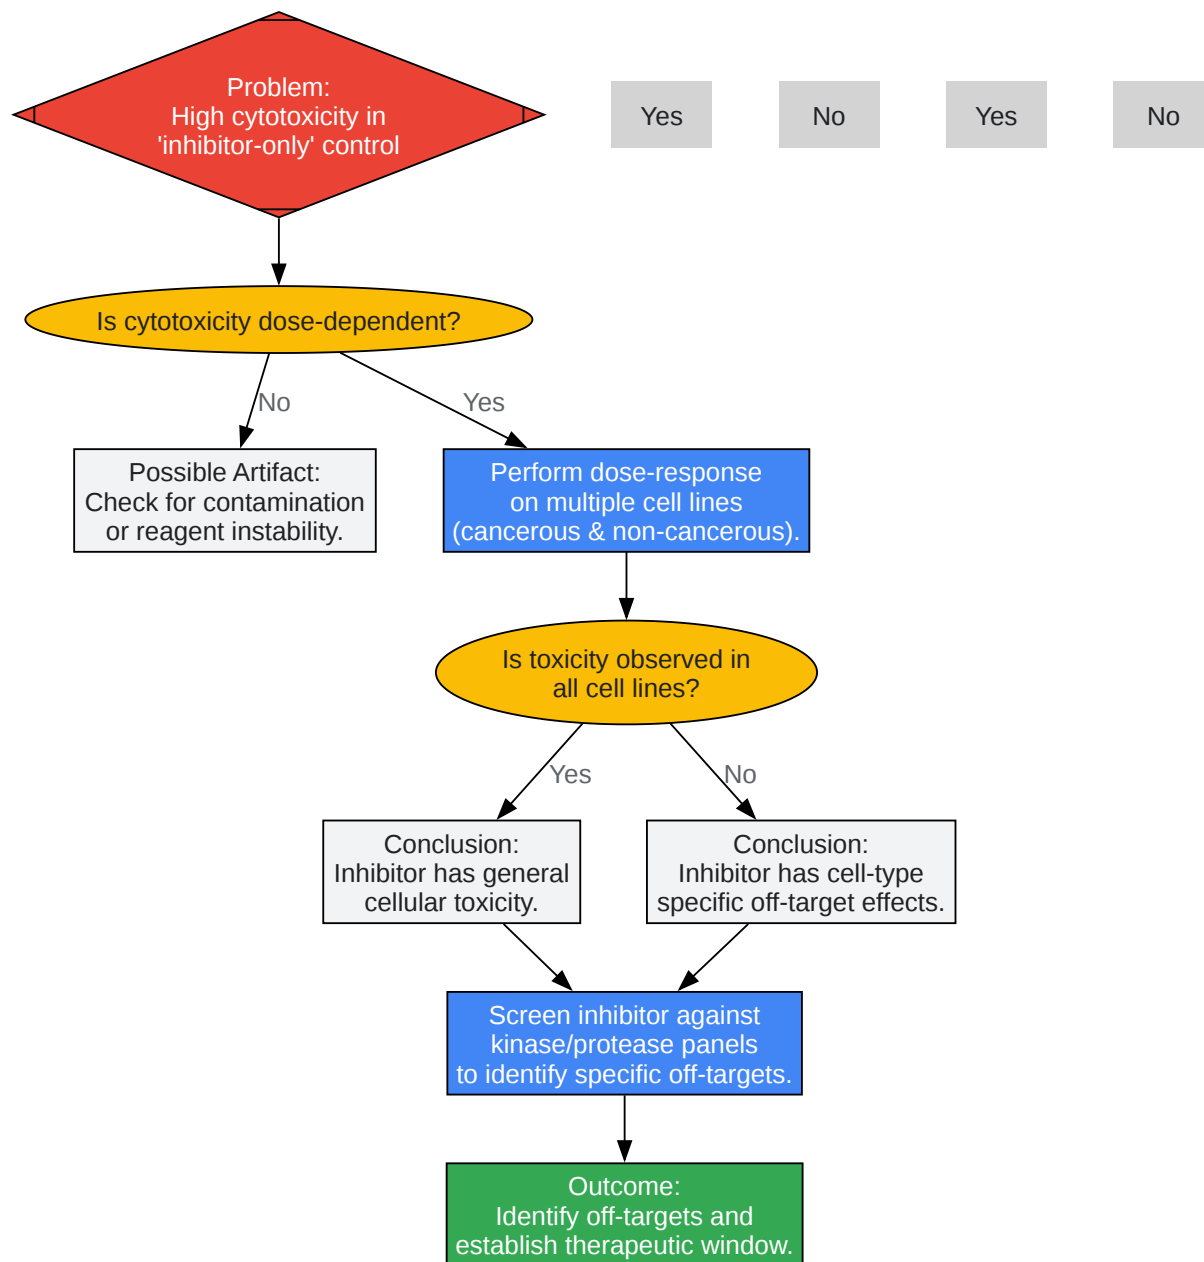 Problem:
High cytotoxicity in
'inhibitor-only' control
Yes
No
Yes
No
Is cytotoxicity dose-dependent?
No
Yes
Possible Artifact:
Check for contamination
or reagent instability.
Perform dose-response
on multiple cell lines
(cancerous & non-cancerous).
Is toxicity observed in
all cell lines?
Yes
No
Conclusion:
Inhibitor has general
cellular toxicity.
Conclusion:
Inhibitor has cell-type
specific off-target effects.
Screen inhibitor against
kinase/protease panels
to identify specific off-targets.
Outcome:
Identify off-targets and
establish therapeutic window.